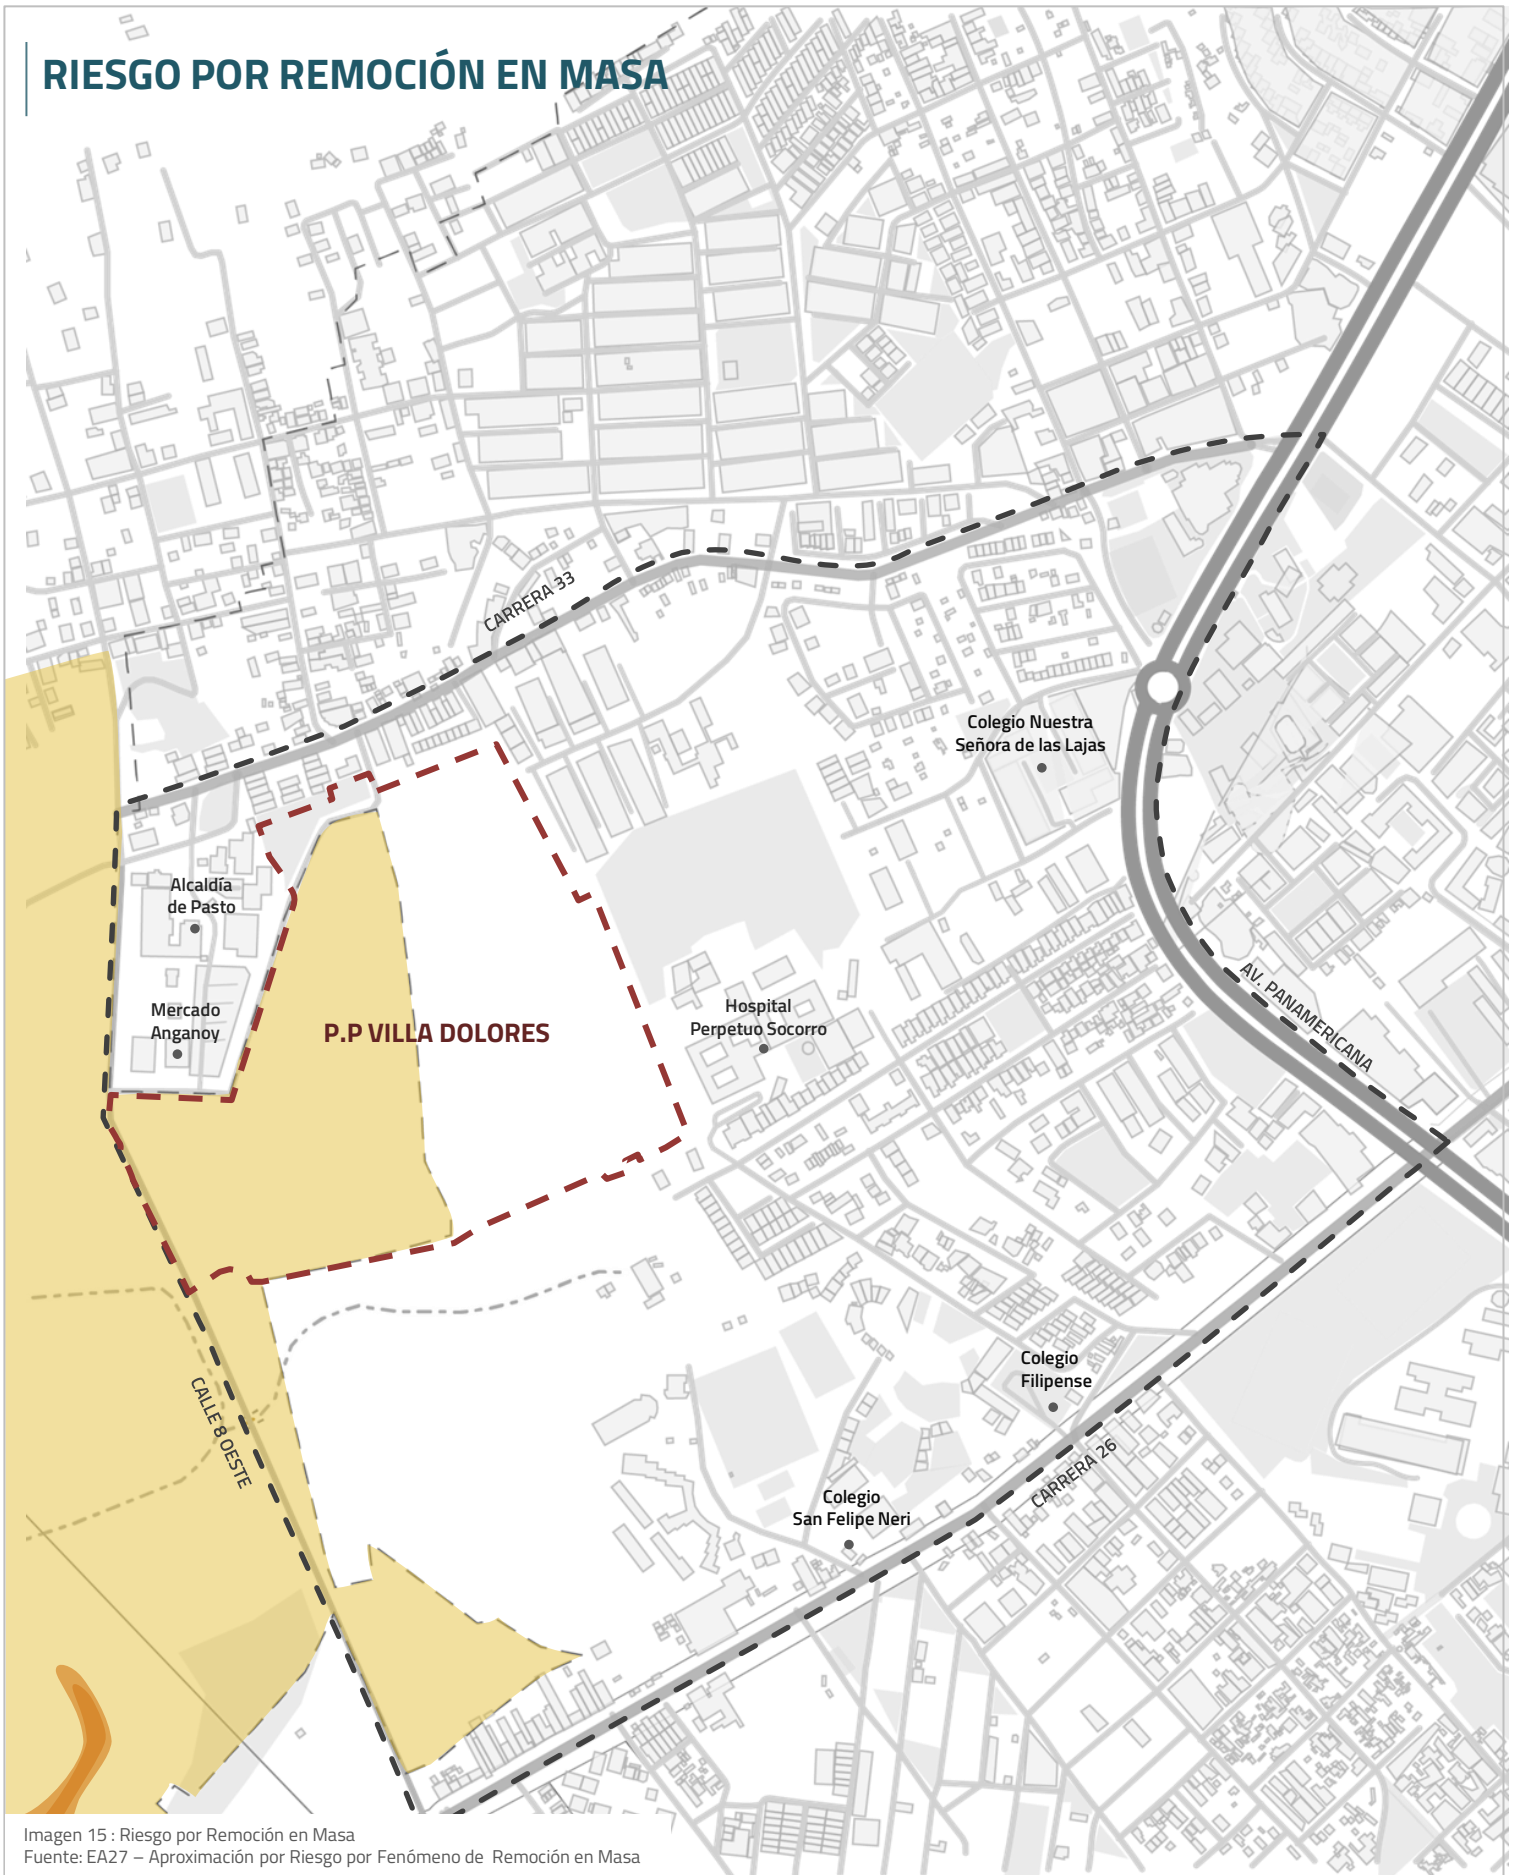 RIESGO POR REMOCIÓN EN MASA
CARRERA 33
Colegio Nuestra
Señora de las Lajas
Alcaldía
de Pasto
Mercado
Anganoy
P.P VILLA DOLORES
Hospital
Perpetuo Socorro
AV. PANAMERICANA
CALLE 8 OESTE
Colegio
Filipense
CARRERA 26
Colegio
San Felipe Neri
Imagen 15 : Riesgo por Remoción en Masa
Fuente: EA27 – Aproximación por Riesgo por Fenómeno de Remoción en Masa